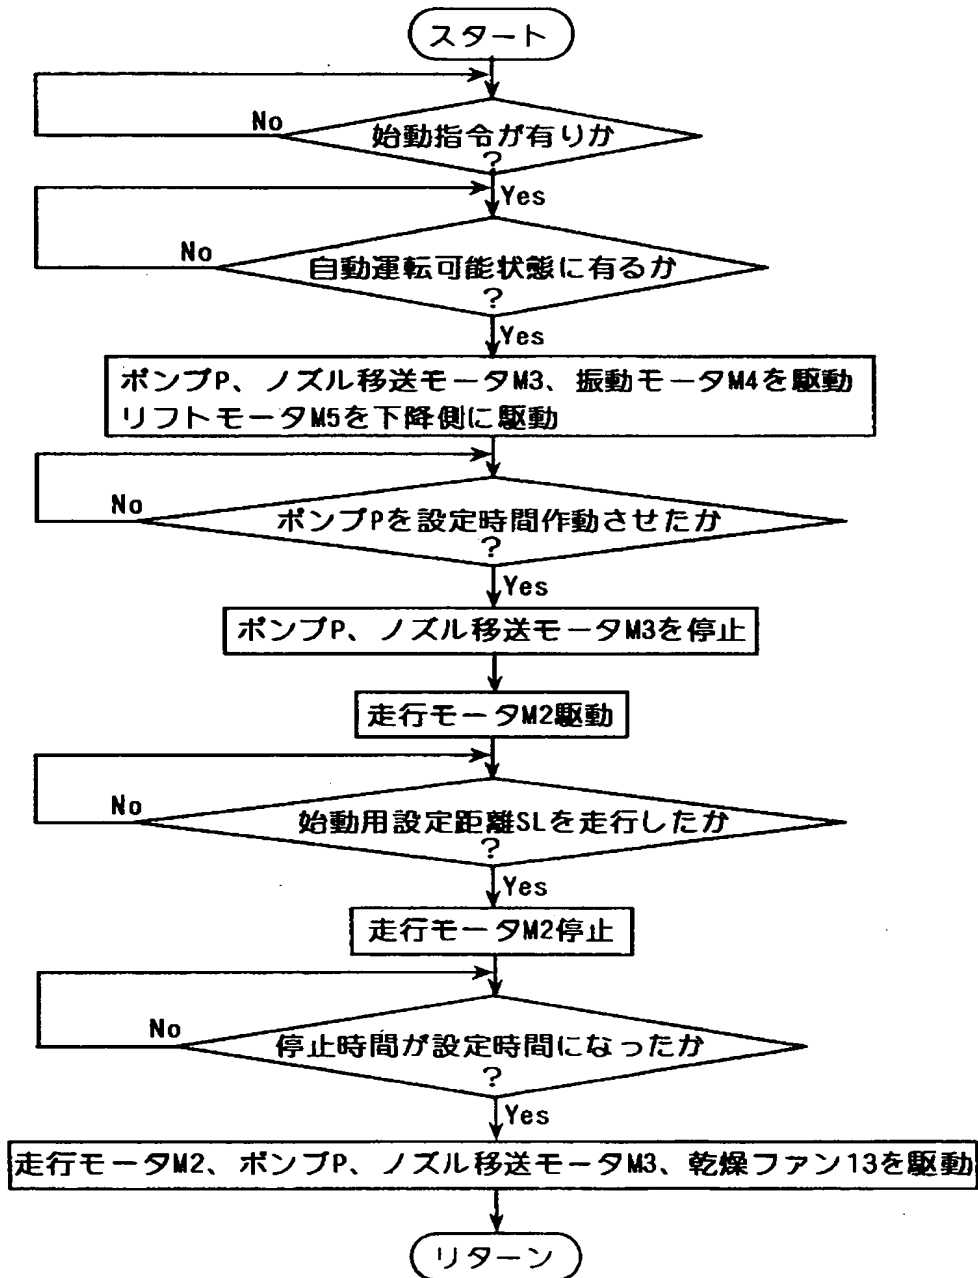 スタート
No
始動指令が有りか
?
Yes
No
自動運転可能状態に有るか
?
Yes
ポンプP、ノズル移送モータM3、振動モータM4を駆動
リフトモータM5を下降側に駆動
No
ポンプPを設定時間作動させたか
?
Yes
ポンプP、ノズル移送モータM3を停止
走行モータM2駆動
No
始動用設定距離SLを走行したか
?
Yes
走行モータM2停止
No
停止時間が設定時間になったか
?
Yes
走行モータM2、ポンプP、ノズル移送モータM3、乾燥ファン13を駆動
リターン